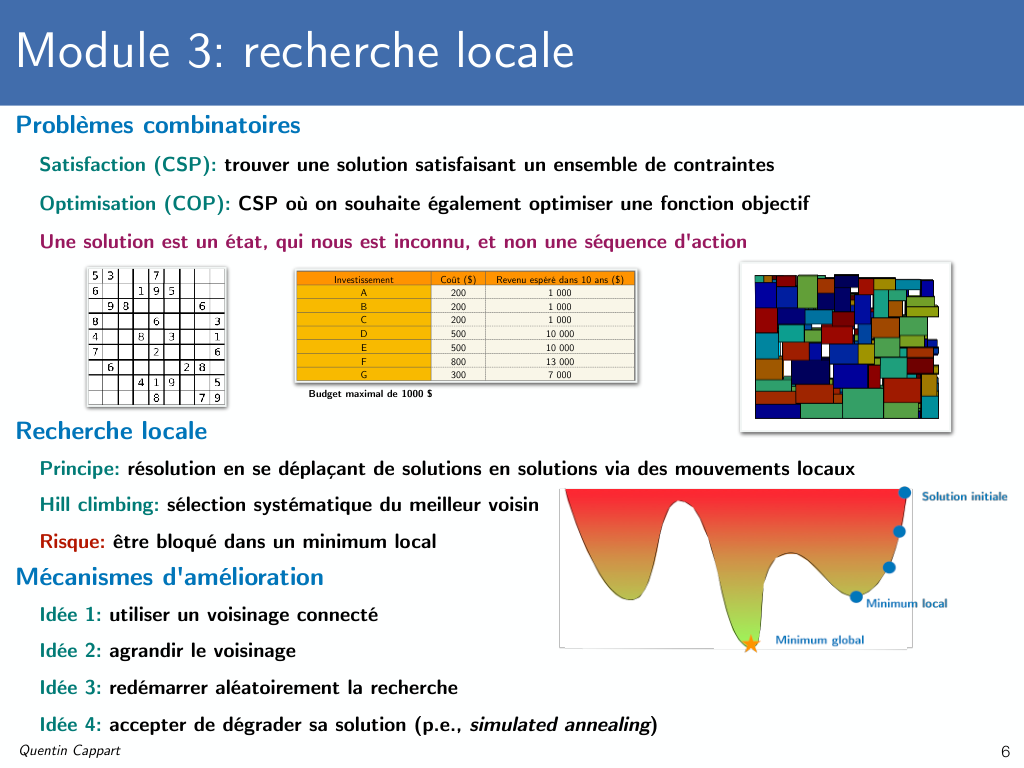 Module 3: recherche locale
Problèmes combinatoires
Satisfaction (CSP): trouver une solution satisfaisant un ensemble de contraintes
Optimisation (COP): CSP où on souhaite également optimiser une fonction objectif
Une solution est un état, qui nous est inconnu, et non une séquence d'action
5 3 7
6 1 9 5
9 8 6
8 6 3
4 8 3 1
7 2 6
6 2 8
4 1 9 5
8 7 9
Investissement Coût ($) Revenu espéré dans 10 ans ($)
A 200 1 000
B 200 1 000
C 200 1 000
D 500 10 000
E 500 10 000
F 800 13 000
G 300 7 000
Budget maximal de 1000 $
Recherche locale
Principe: résolution en se déplaçant de solutions en solutions via des mouvements locaux
Hill climbing: sélection systématique du meilleur voisin
Risque: être bloqué dans un minimum local
Solution initiale
Minimum local
Minimum global
Mécanismes d'amélioration
Idée 1: utiliser un voisinage connecté
Idée 2: agrandir le voisinage
Idée 3: redémarrer aléatoirement la recherche
Idée 4: accepter de dégrader sa solution (p.e., simulated annealing)
Quentin Cappart
6